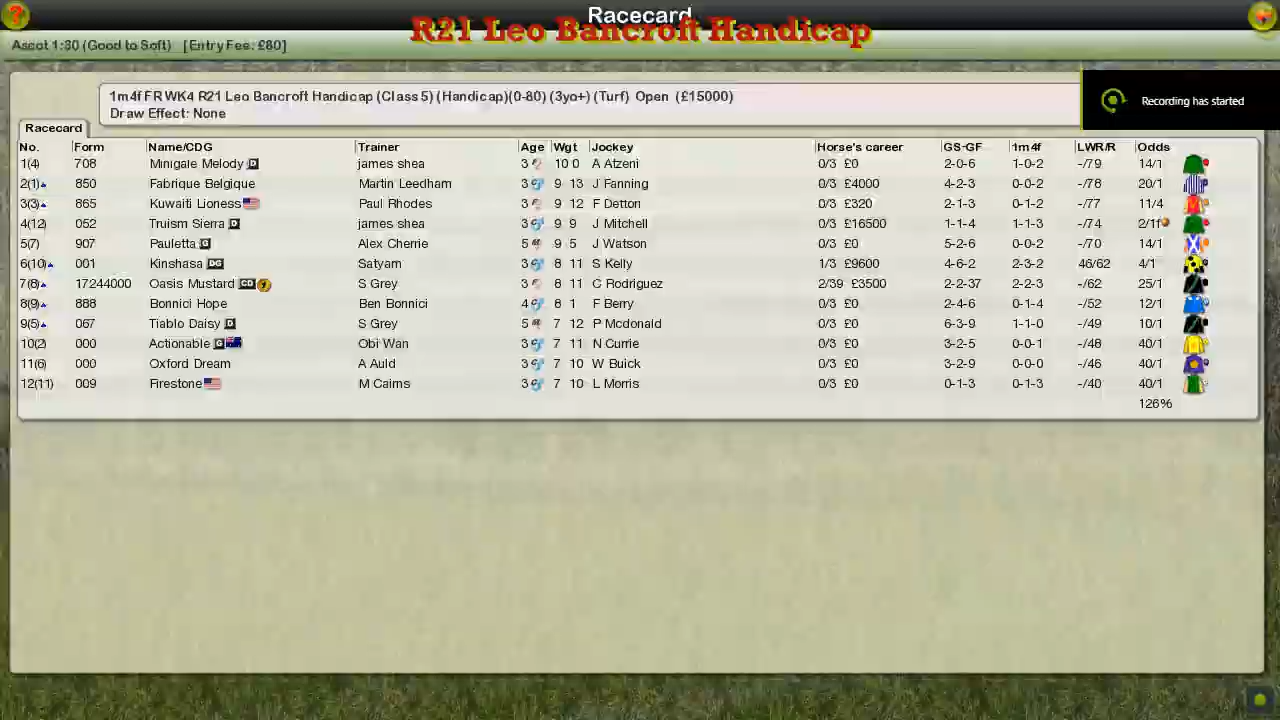 Racecard
R21 Leo Bancroft Handicap
Ascot 1:30 (Good to Soft) [Entry Fee: £80]
1m4f FR WK4 R21 Leo Bancroft Handicap (Class 5) (Handicap)(0-80) (3yo+) (Turf) Open (£15000)
Draw Effect: None
Recording has started
Racecard
No. Form Name/CDG Trainer Age Wgt Jockey Horse's career GS-GF 1m4f LWR/R Odds
1(4) 708 Minigale Melody D james shea 3 10 0 A Atzeni 0/3 £0 2-0-6 1-0-2 -/79 14/1
2(1) 850 Fabrique Belgique Martin Leedham 3 9 13 J Fanning 0/3 £4000 4-2-3 0-0-2 -/78 20/1
3(3) 865 Kuwaiti Lioness Paul Rhodes 3 9 12 F Detton 0/3 £320 2-1-3 0-1-2 -/77 11/4
4(12) 052 Truism Sierra D james shea 3 9 9 J Mitchell 0/3 £16500 1-1-4 1-1-3 -/74 2/1f
5(7) 907 Pauletta G Alex Cherrie 5 9 5 J Watson 0/3 £0 5-2-6 0-0-2 -/70 14/1
6(10) 001 Kinshasa DG Satyam 3 8 11 S Kelly 1/3 £9600 4-6-2 2-3-2 46/62 4/1
7(8) 17244000 Oasis Mustard CD S Grey 3 8 11 C Rodriguez 2/39 £3500 2-2-37 2-2-5 -/62 25/1
8(9) 888 Bonnici Hope Ben Bonnici 4 8 1 F Berry 0/3 £0 2-4-6 0-1-4 -/52 12/1
9(5) 067 Tiablo Daisy D S Grey 5 7 12 P Mcdonald 0/3 £0 6-3-9 1-1-0 -/49 10/1
10(2) 000 Actionable G Obi Wan 3 7 11 N Currie 0/3 £0 3-2-5 0-0-1 -/48 40/1
11(6) 000 Oxford Dream A Auld 3 7 10 W Buick 0/3 £0 3-2-9 0-0-0 -/46 40/1
12(11) 009 Firestone M Cairns 3 7 10 L Morris 0/3 £0 0-1-3 0-1-3 -/40 40/1
126%